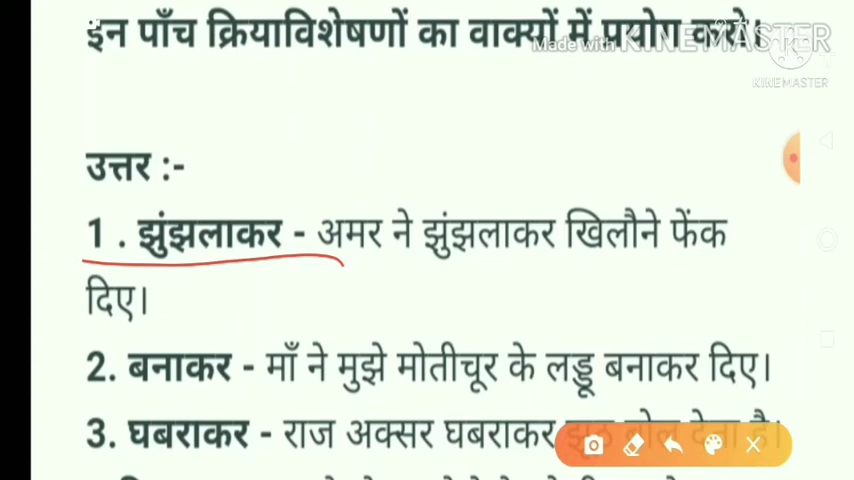 इन पाँच क्रियाविशेषणों का वाक्यों में प्रयोग करो।
Made with KINEMASTER
KINEMASTER
उत्तर :-
1 . झुंझलाकर - अमर ने झुंझलाकर खिलौने फेंक
दिए।
2. बनाकर - माँ ने मुझे मोतीचूर के लड्डू बनाकर दिए।
3. घबराकर - राज अक्सर घबराकर झूठ बोल देता है।